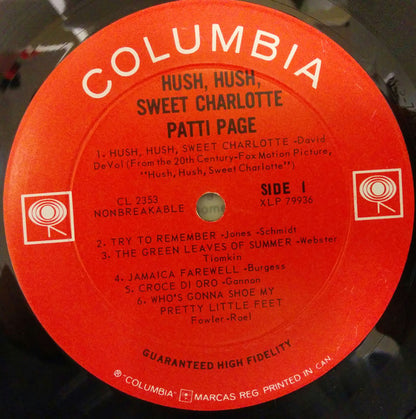 COLUMBIA
HUSH, HUSH,
SWEET CHARLOTTE
PATTI PAGE
1. HUSH, HUSH, SWEET CHARLOTTE -David-
DeVol (From the 20th Century-Fox Motion Picture,
"Hush, Hush, Sweet Charlotte")
CL 2353
NONBREAKABLE
SIDE 1
XLP 79936
2. TRY TO REMEMBER -Jones -Schmidt
3. THE GREEN LEAVES OF SUMMER -Webster
Tiomkin
4. JAMAICA FAREWELL -Burgess
5. CROCE DI ORO -Gannon
6. WHO'S GONNA SHOE MY
PRETTY LITTLE FEET
Fowler -Roel
GUARANTEED HIGH FIDELITY
® "COLUMBIA" MARCAS REG. PRINTED IN CAN.